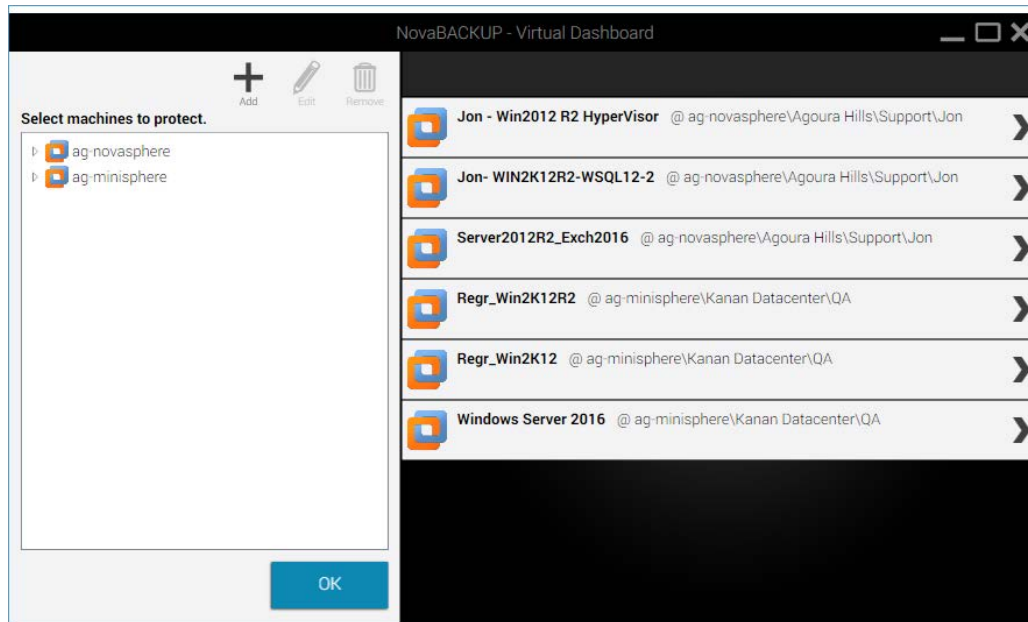 NovaBACKUP - Virtual Dashboard
Add Edit Remove
Select machines to protect.
ag-novasphere
ag-minisphere
OK
Jon - Win2012 R2 HyperVisor @ ag-novasphere\Agoura Hills\Support\Jon
Jon- WIN2K12R2-WSQL12-2 @ ag-novasphere\Agoura Hills\Support\Jon
Server2012R2_Exch2016 @ ag-novasphere\Agoura Hills\Support\Jon
Regr_Win2K12R2 @ ag-minisphere\Kanan Datacenter\QA
Regr_Win2K12 @ ag-minisphere\Kanan Datacenter\QA
Windows Server 2016 @ ag-minisphere\Kanan Datacenter\QA